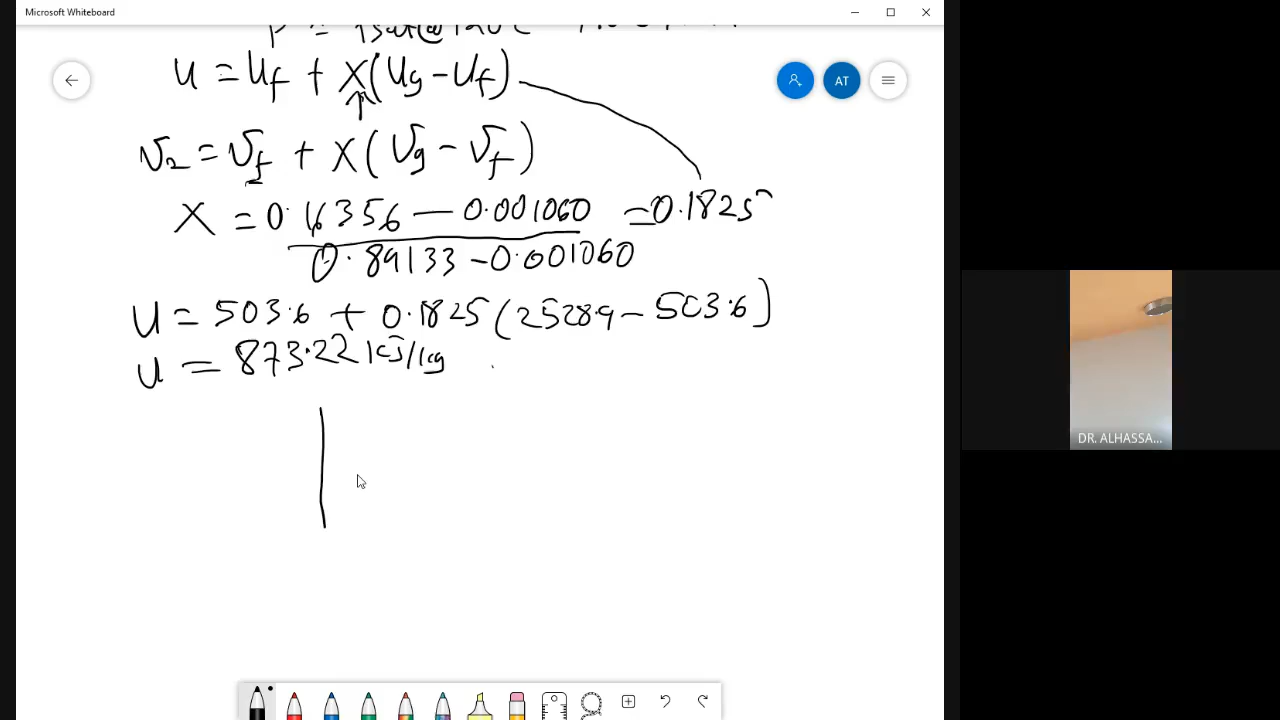 Microsoft Whiteboard
AT
u = uf + x(ug - uf)
v2 = vf + x(vg - vf)
x = 0.16356 - 0.001060 = 0.1825
0.89133 - 0.001060
u = 503.6 + 0.1825(2528.9 - 503.6)
u = 873.22 kJ/kg
DR. ALHASSA...